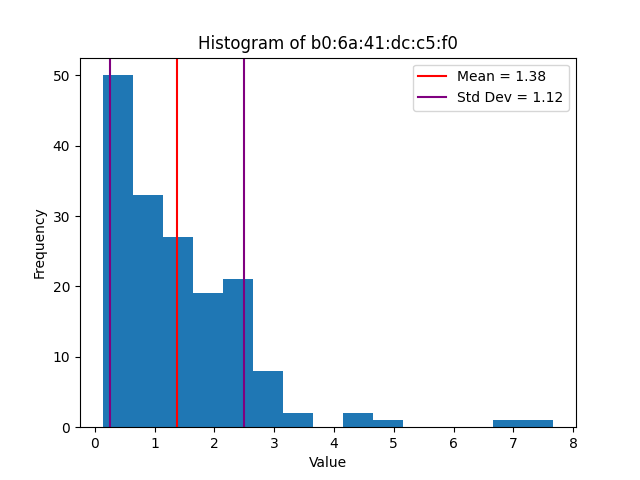 Histogram of b0:6a:41:dc:c5:f0
Mean = 1.38
Std Dev = 1.12
Frequency
50
40
30
20
10
0
0 1 2 3 4 5 6 7 8
Value